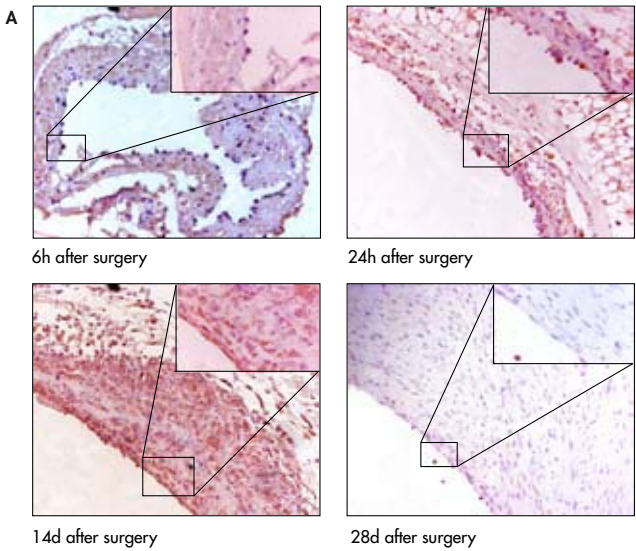 A
6h after surgery
24h after surgery
14d after surgery
28d after surgery